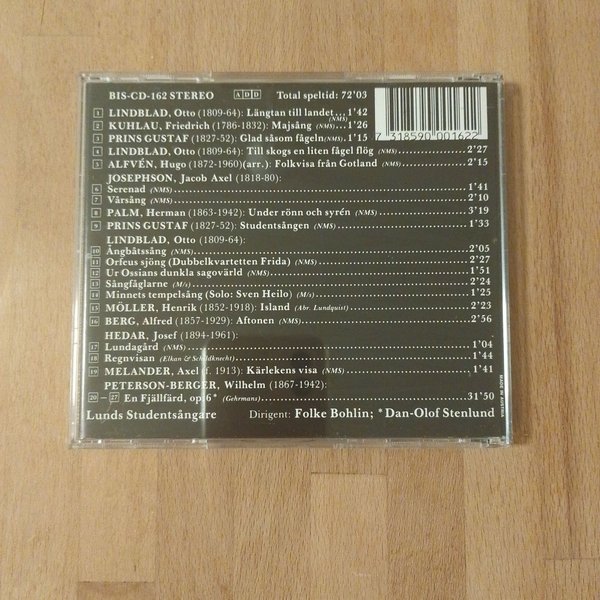 BIS-CD-162 STEREO A D D Total speltid: 72'03
1 LINDBLAD, Otto (1809-64): Längtan till landet (NMS) ...1'42
2 KUHLAU, Friedrich (1786-1832): Majsång (NMS)...1'26
3 PRINS GUSTAF (1827-52): Glad såsom fågeln (NMS)...1'15
7 318590 001622
4 LINDBLAD, Otto (1809-64): Till skogs en liten fågel flög (NMS) 2'27
5 ALFVÉN, Hugo (1872-1960)(arr.): Folkvisa från Gotland (NMS) 2'15
JOSEPHSON, Jacob Axel (1818-80):
6 Serenad (NMS) 1'41
7 Vårsång (NMS) 2'10
8 PALM, Herman (1863-1942): Under rönn och syrén (NMS) 3'19
9 PRINS GUSTAF (1827-52): Studentsången (NMS) 1'33
LINDBLAD, Otto (1809-64):
10 Ångbåtssång (NMS) 2'05
11 Orfeus sjöng (Dubbelkvartetten Frida) (NMS) 2'27
12 Ur Ossians dunkla sagovärld (NMS) 1'51
13 Sångfåglarne (M/s) 2'24
14 Minnets tempelsång (Solo: Sven Heilo) (M/s) 1'25
15 MÖLLER, Henrik (1852-1918): Island (Abr. Lundquist) 2'23
16 BERG, Alfred (1857-1929): Aftonen (NMS) 2'56
HEDAR, Josef (1894-1961):
17 Lundagård (NMS) 1'04
18 Regnvisan (Elkan & Schildknecht) 1'44
19 MELANDER, Axel (f. 1913): Kärlekens visa (NMS) 1'41
PETERSON-BERGER, Wilhelm (1867-1942):
20 – 27 En Fjällfärd, op.6* (Gehrmans) 31'50
Lunds Studentsångare Dirigent: Folke Bohlin; *Dan-Olof Stenlund
MADE IN AUSTRIA